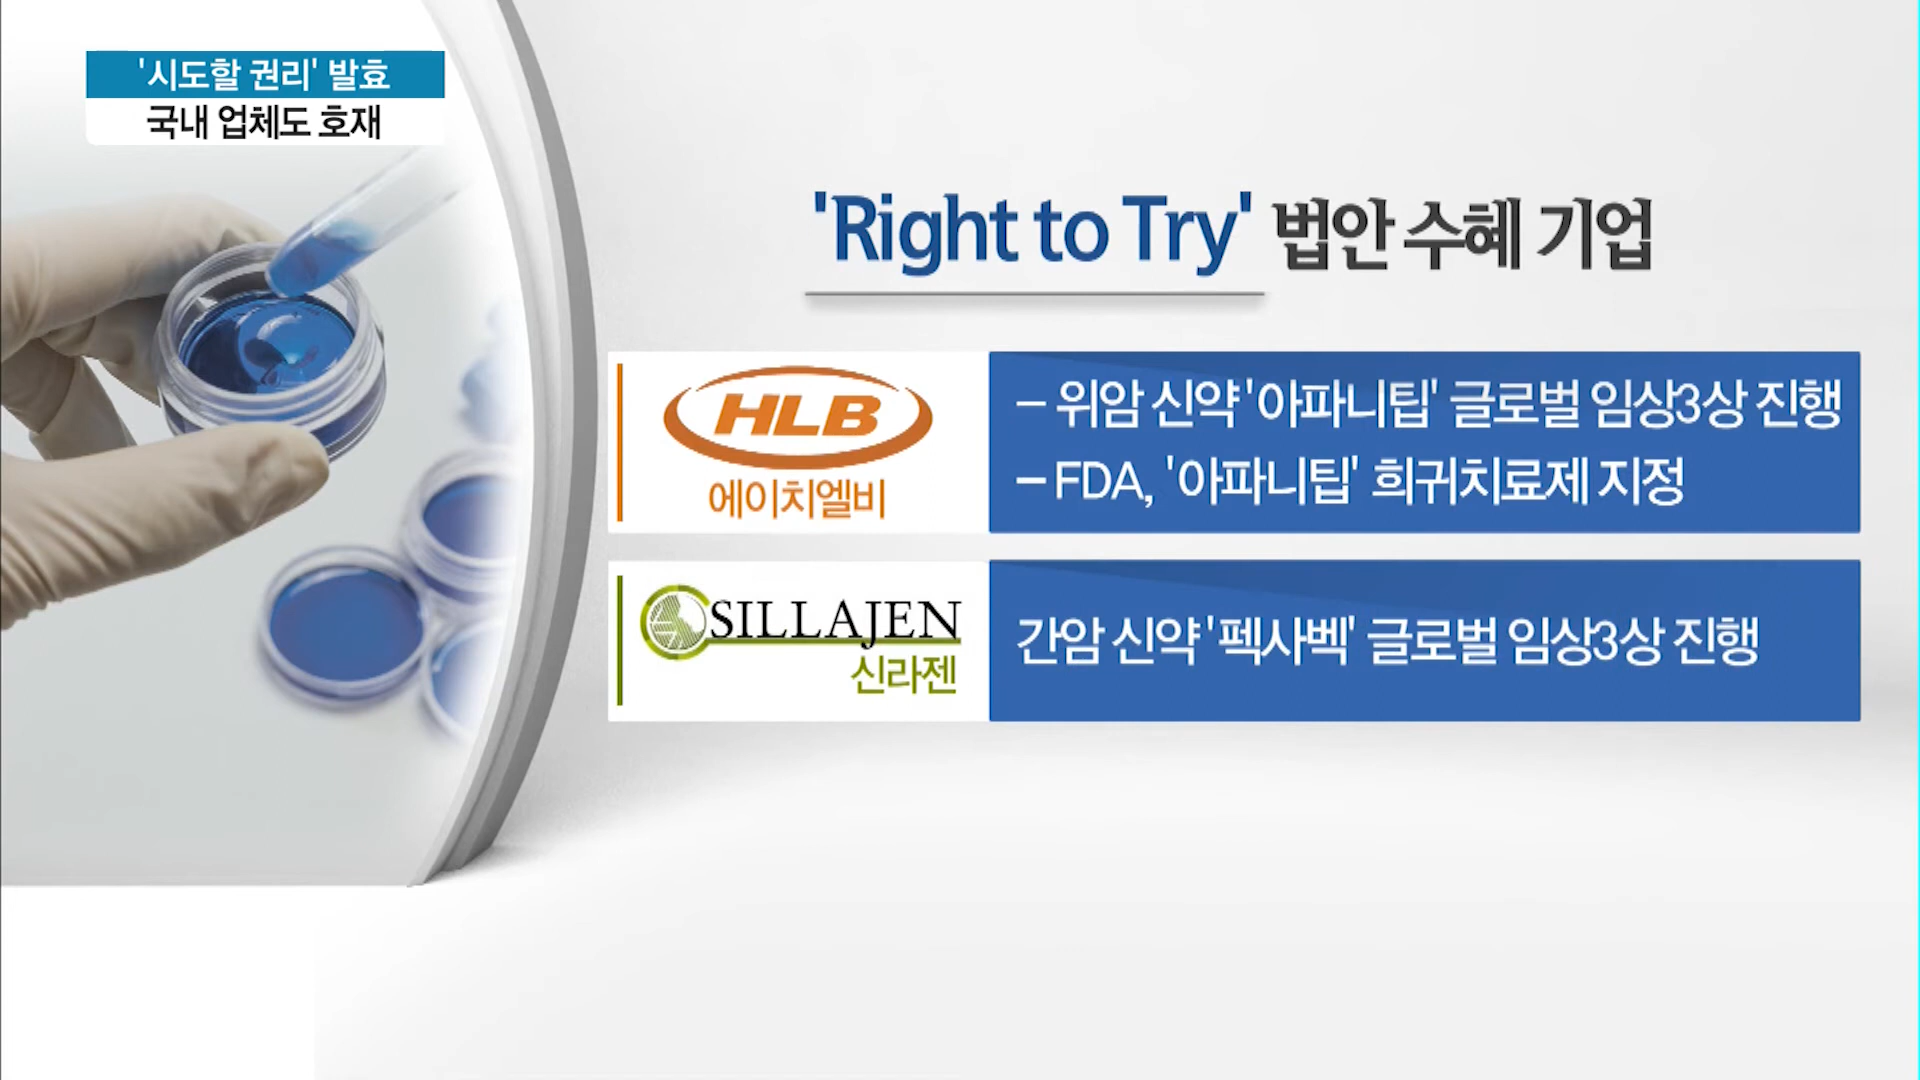 '시도할 권리' 발효
국내 업체도 호재
'Right to Try' 법안 수혜 기업
HLB
에이치엘비
- 위암 신약 '아파니팁' 글로벌 임상3상 진행
- FDA, '아파니팁' 희귀치료제 지정
SILLAJEN
신라젠
간암 신약 '펙사벡' 글로벌 임상3상 진행